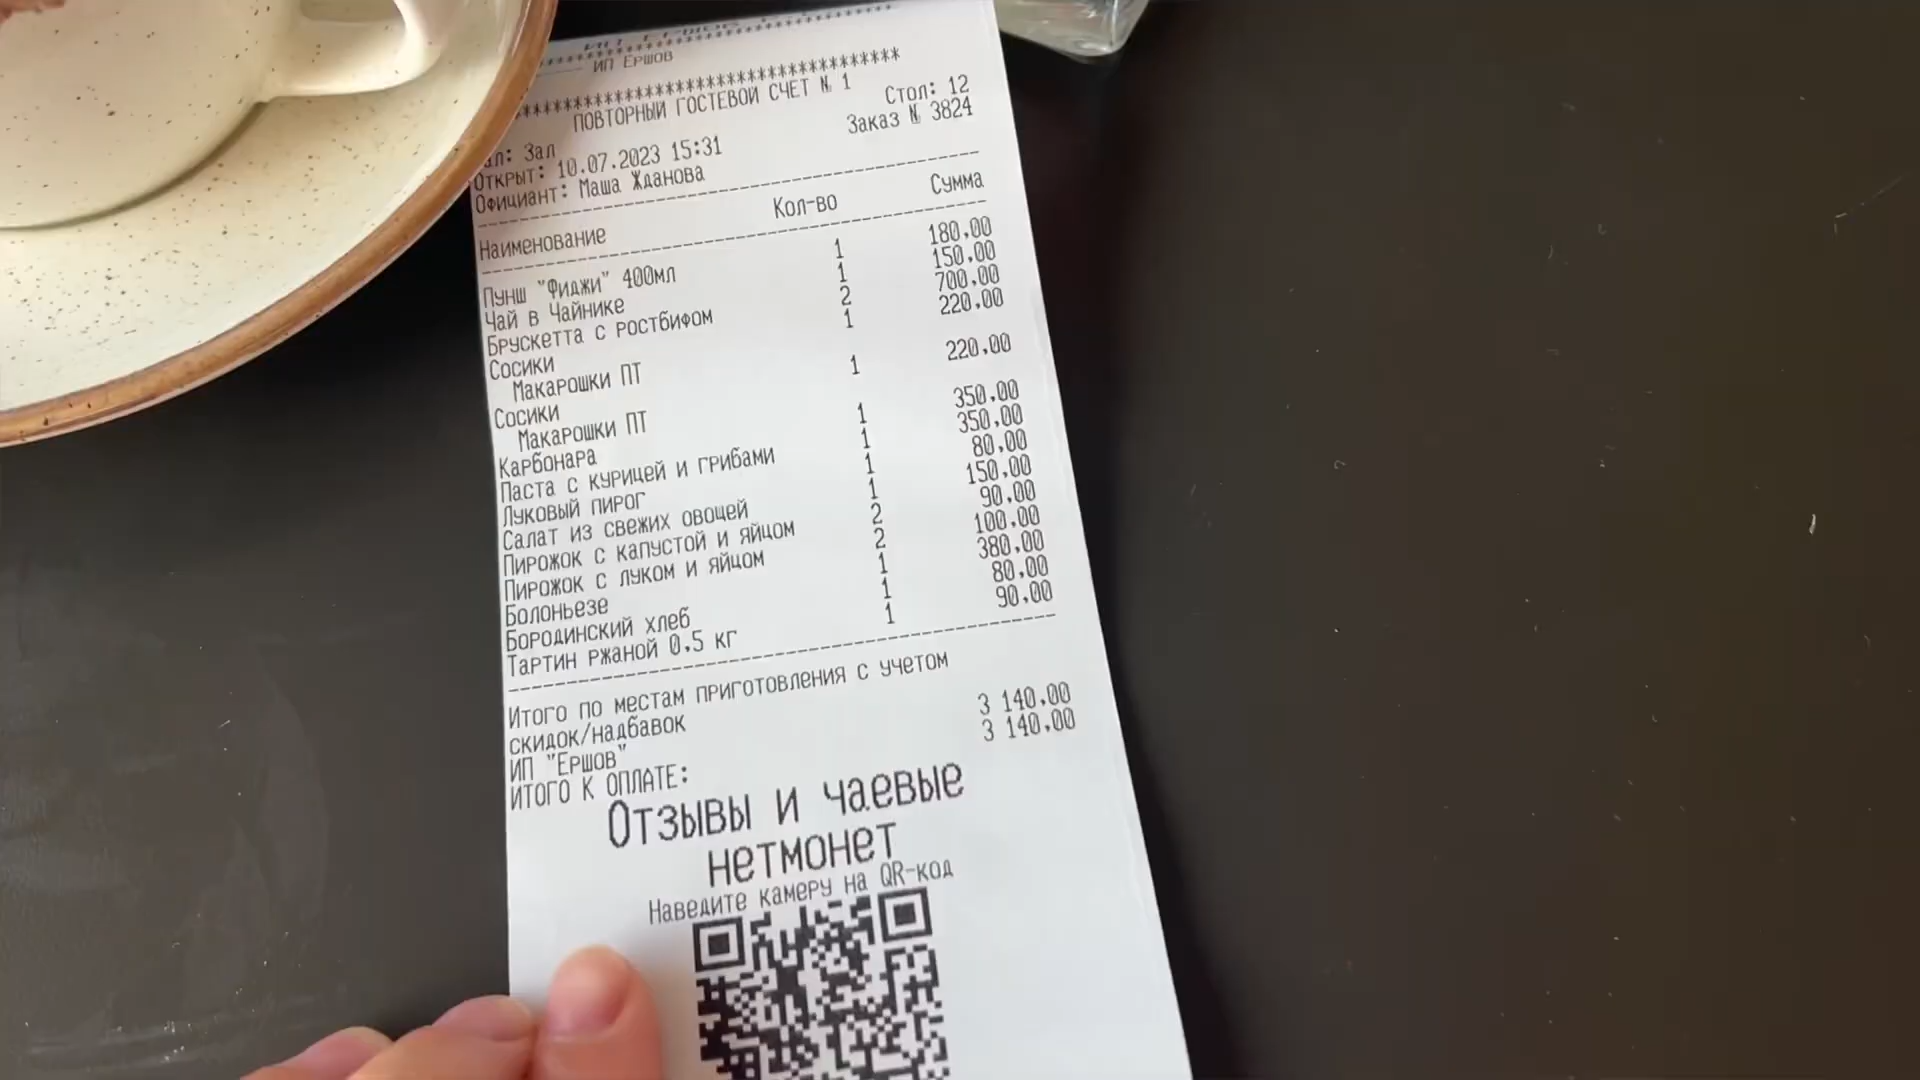 ИП Ершов
************************************
ПОВТОРНЫЙ ГОСТЕВОЙ СЧЕТ № 1
Стол: 12
Зал Заказ № 3824
Открыт: 10.07.2023 15:31
Официант: Маша Жданова
Наименование Кол-во Сумма
Пунш "Фиджи" 400мл 1 180.00
Чай в Чайнике 1 150.00
Брускетта с ростбифом 2 700.00
Сосики 1 220.00
Макарошки ПТ
Сосики 1 220.00
Макарошки ПТ
Карбонара 1 350.00
Паста с курицей и грибами 1 350.00
Луковый пирог 1 80.00
Салат из свежих овощей 1 150.00
Пирожок с капустой и яйцом 2 90.00
Пирожок с луком и яйцом 2 100.00
Болоньезе 1 380.00
Бородинский хлеб 1 80.00
Тартин ржаной 0.5 кг 1 90.00
Итого по местам приготовления с учетом
скидок/надбавок
ИП "Ершов" 3 140.00
ИТОГО К ОПЛАТЕ: 3 140.00
Отзывы и чаевые
нетмонет
Наведите камеру на QR-код